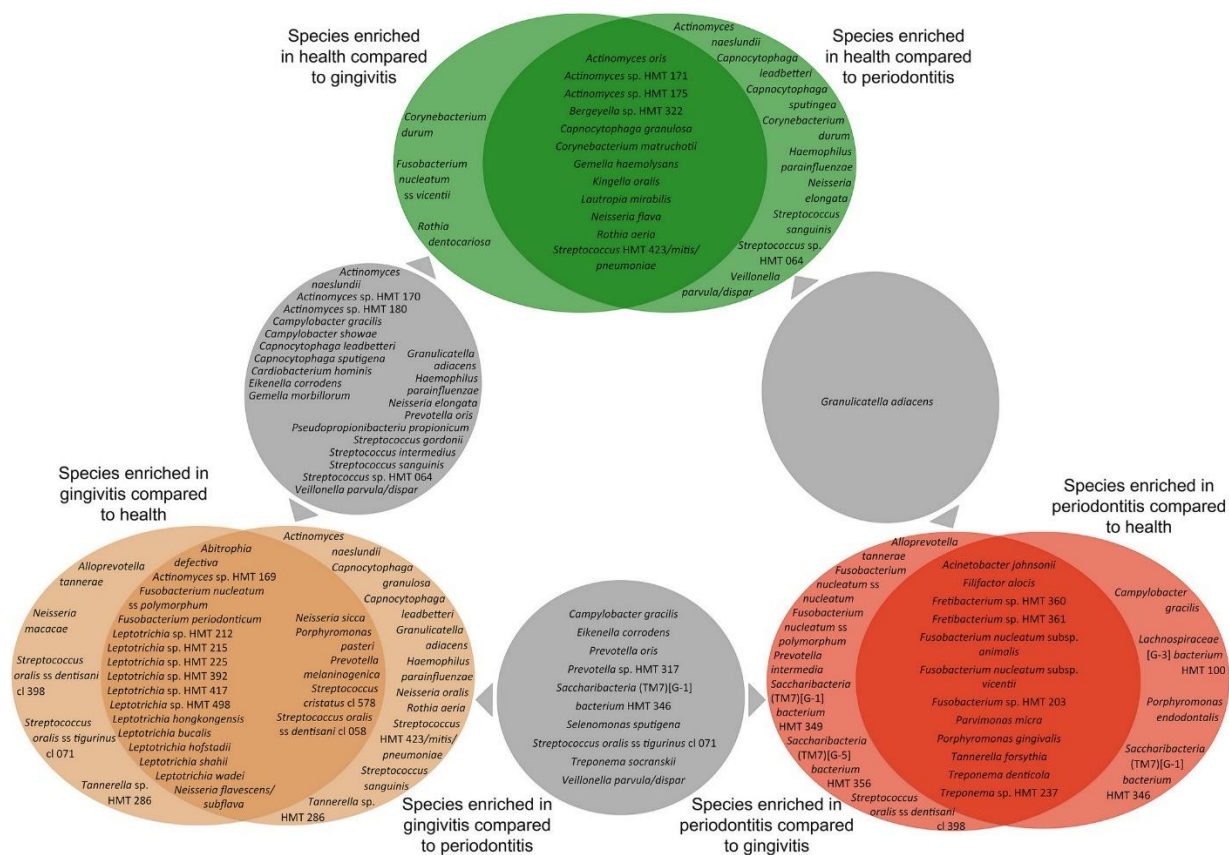 Species enriched
in health compared
to gingivitis
Species enriched
in health compared
to periodontitis
Corynebacterium
durum
Fusobacterium
nucleatum
ss vicentii
Rothia
dentocariosa
Actinomyces oris
Actinomyces sp. HMT 171
Actinomyces sp. HMT 175
Bergeyella sp. HMT 322
Capnocytophaga granulosa
Corynebacterium matruchotii
Gemella haemolysans
Kingella oralis
Lautropia mirabilis
Neisseria flava
Rothia aeria
Streptococcus HMT 423/mitis/
pneumoniae
Actinomyces
naeslundii
Capnocytophaga
leadbetteri
Capnocytophaga
sputingea
Corynebacterium
durum
Haemophilus
parainfluenzae
Neisseria
elongata
Streptococcus
sanguinis
Streptococcus sp.
HMT 064
Veillonella
parvula/dispar
Actinomyces
naeslundii
Actinomyces sp. HMT 170
Actinomyces sp. HMT 180
Campylobacter gracilis
Campylobacter showae
Capnocytophaga leadbetteri
Capnocytophaga sputigena
Cardiobacterium hominis
Eikenella corrodens
Gemella morbillorum
Granulicatella
adiacens
Haemophilus
parainfluenzae
Neisseria elongata
Prevotella oris
Pseudopropionibacteriu propionicum
Streptococcus gordonii
Streptococcus intermedius
Streptococcus sanguinis
Streptococcus sp. HMT 064
Veillonella parvula/dispar
Granulicatella adiacens
Species enriched in
gingivitis compared
to health
Alloprevotella
tannerae
Neisseria
macacae
Streptococcus
oralis ss dentisani
cl 398
Streptococcus
oralis ss tigurinus
cl 071
Tannerella sp.
HMT 286
Abitrophia
defectiva
Actinomyces sp. HMT 169
Fusobacterium nucleatum
ss polymorphum
Fusobacterium periodonticum
Leptotrichia sp. HMT 212
Leptotrichia sp. HMT 215
Leptotrichia sp. HMT 225
Leptotrichia sp. HMT 392
Leptotrichia sp. HMT 417
Leptotrichia sp. HMT 498
Leptotrichia hongkongensis
Leptotrichia bucalis
Leptotrichia hofstadii
Leptotrichia shahii
Leptotrichia wadei
Neisseria flavescens/
subflava
Neisseria sicca
Porphyromonas
pasteri
Prevotella
melaninogenica
Streptococcus
cristatus cl 578
Streptococcus oralis
ss dentisani cl 058
Actinomyces
naeslundii
Capnocytophaga
granulosa
Capnocytophaga
leadbetteri
Granulicatella
adiacens
Haemophilus
parainfluenzae
Neisseria oralis
Rothia aeria
Streptococcus
HMT 423/mitis/
pneumoniae
Streptococcus
sanguinis
Tannerella sp.
HMT 286
Species enriched in
gingivitis compared
to periodontitis
Campylobacter gracilis
Eikenella corrodens
Prevotella oris
Prevotella sp. HMT 317
Saccharibacteria (TM7)[G-1]
bacterium HMT 346
Selenomonas sputigena
Streptococcus oralis ss tigurinus cl 071
Treponema socranskii
Veillonella parvula/dispar
Species enriched in
periodontitis compared
to gingivitis
Species enriched in
periodontitis compared
to health
Alloprevotella
tannerae
Fusobacterium
nucleatum ss
nucleatum
Fusobacterium
nucleatum ss
polymorphum
Prevotella
intermedia
Saccharibacteria
(TM7)[G-1]
bacterium
HMT 349
Saccharibacteria
(TM7)[G-5]
bacterium
HMT 356
Streptococcus
oralis ss dentisani
cl 398
Acinetobacter johnsonii
Filifactor alocis
Fretibacterium sp. HMT 360
Fretibacterium sp. HMT 361
Fusobacterium nucleatum subsp.
animalis
Fusobacterium nucleatum subsp.
vicentii
Fusobacterium sp. HMT 203
Parvimonas micra
Porphyromonas gingivalis
Tannerella forsythia
Treponema denticola
Treponema sp. HMT 237
Campylobacter
gracilis
Lachnospiraceae
[G-3] bacterium
HMT 100
Porphyromonas
endodontalis
Saccharibacteria
(TM7)[G-1]
bacterium
HMT 346